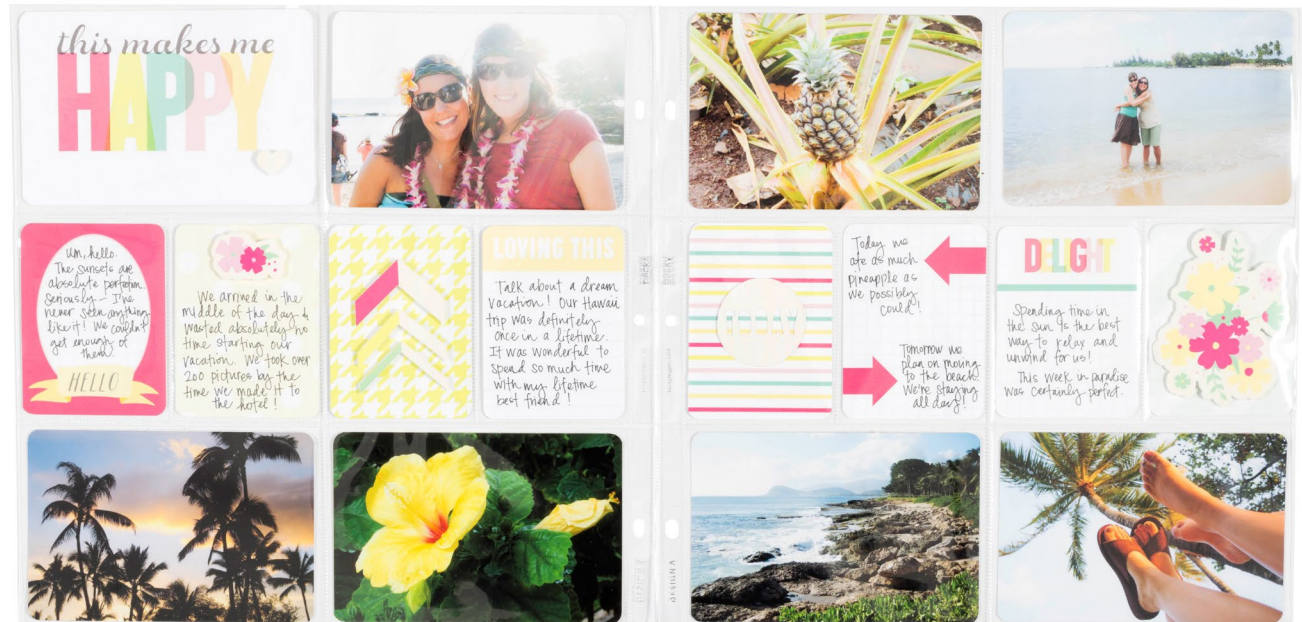 this makes me
HAPPY
Um, hello.
The sunsets are
absolute perfection.
Seriously - I've
never seen anything
like it! We couldn't
get enough of
them.
HELLO
We arrived in the
middle of the day &
wasted absolutely no
time starting our
vacation. We took over
200 pictures by the
time we made it to
the hotel!
LOVING THIS
Talk about a dream
vacation! Our Hawaii
trip was definitely
once in a lifetime.
It was wonderful to
spend so much time
with my lifetime
best friend!
Today we
ate as much
pineapple as
we possibly
could!
Tomorrow we
plan on moving
to the beach!
We're staying
all day!
DELIGHT
Spending time in
the sun is the best
way to relax and
unwind for us!
This week in paradise
was certainly perfect.